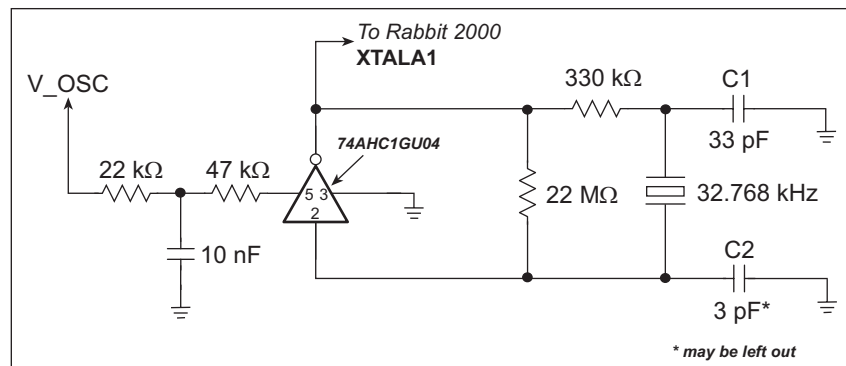 To Rabbit 2000
XTALA1
V_OSC
330 kΩ
C1
33 pF
74AHC1GU04
22 kΩ
47 kΩ
5 3
2
22 MΩ
32.768 kHz
10 nF
C2
3 pF*
* may be left out